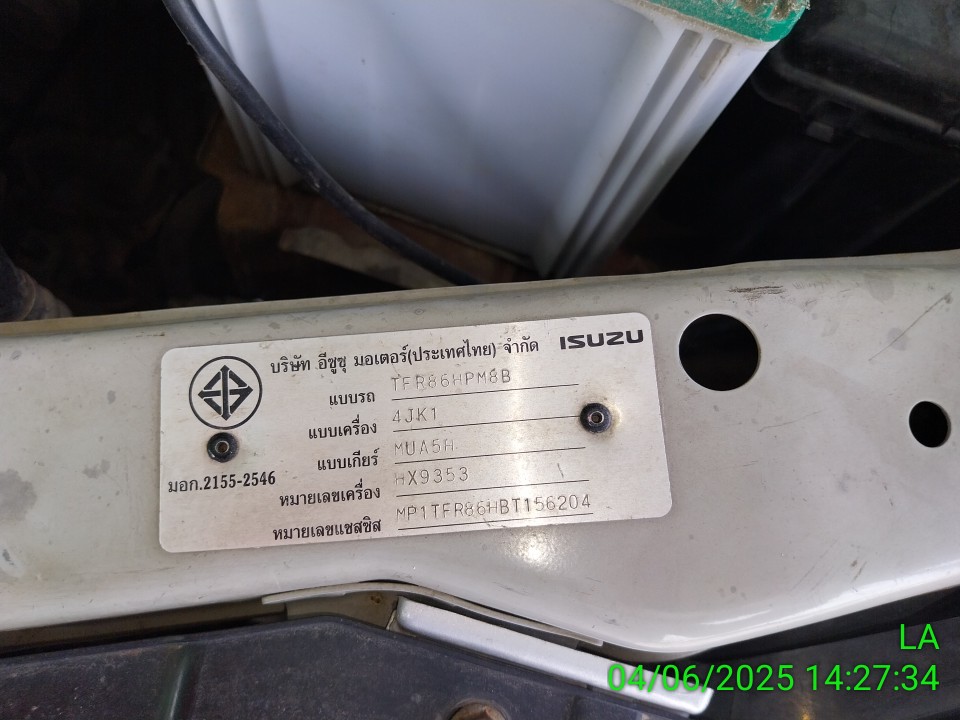 บริษัท อีซูซุ มอเตอร์(ประเทศไทย) จำกัด ISUZU
แบบรถ TFR86HPM8B
แบบเครื่อง 4JK1
แบบเกียร์ MUA5H
มอก.2155-2546
หมายเลขเครื่อง HX9353
หมายเลขแชสซิส MP1TFR86HBT156204
LA
04/06/2025 14:27:34